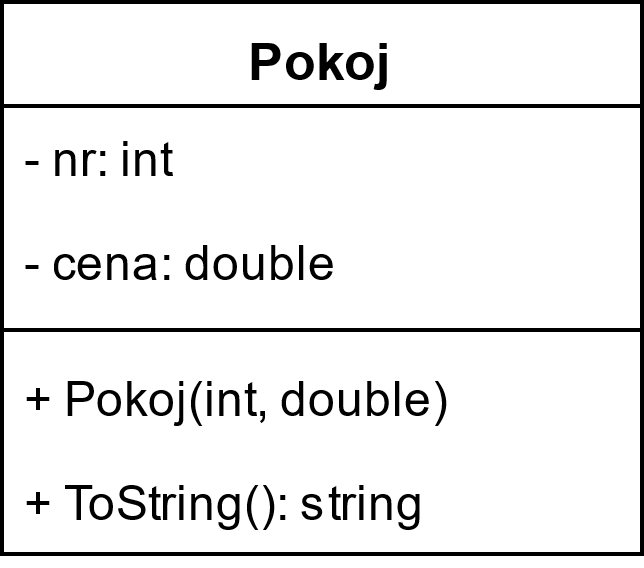 Pokoj
- nr: int
- cena: double
+ Pokoj(int, double)
+ ToString(): string